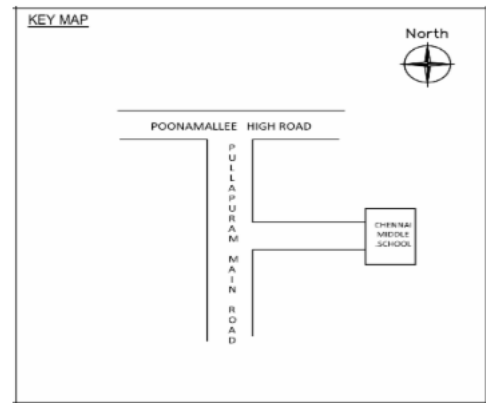 KEY MAP
North
POONAMALLEE HIGH ROAD
PULLAPURAM MAIN ROAD
CHENNAI
MIDDLE
.SCHOOL